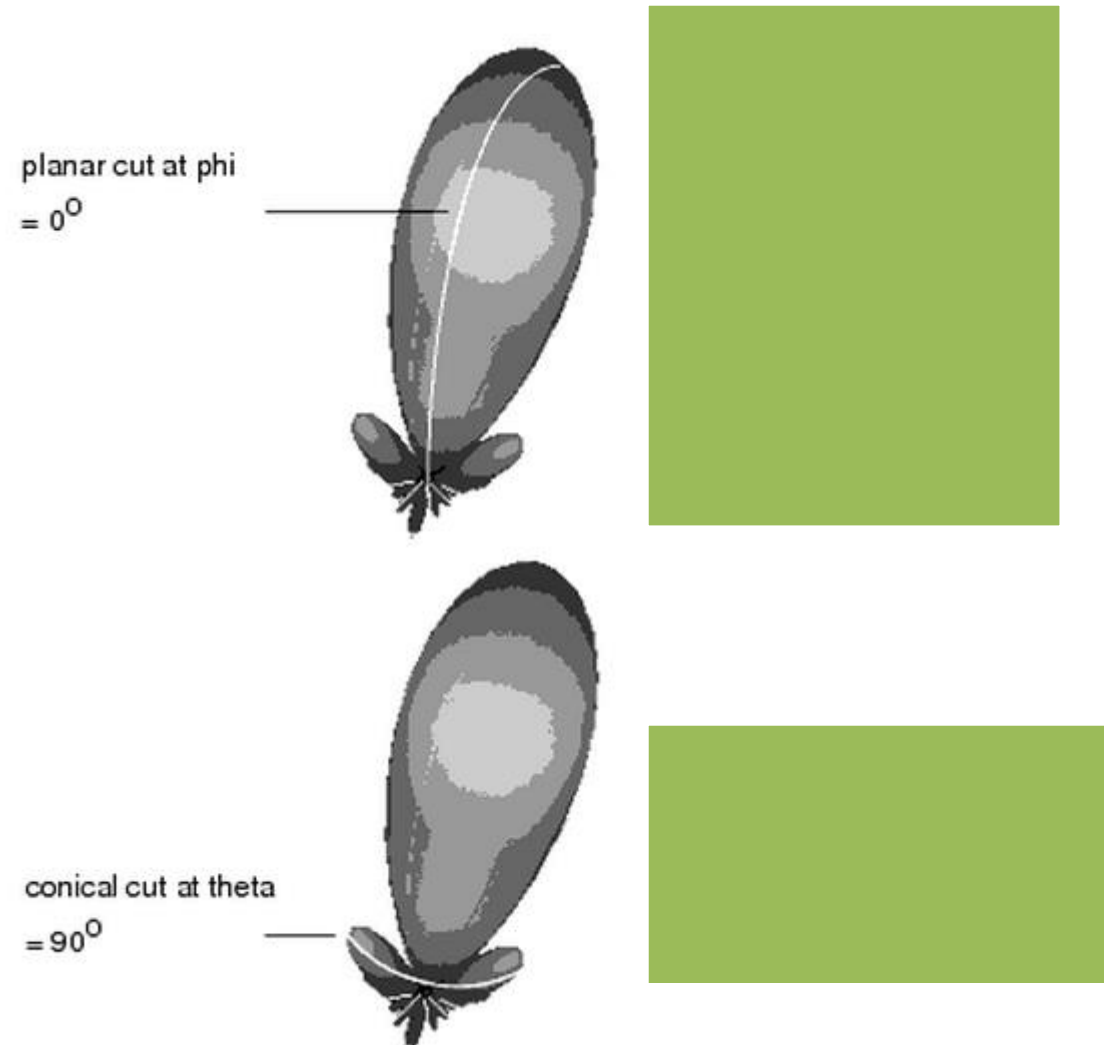 planar cut at phi
= 0O
conical cut at theta
= 90O